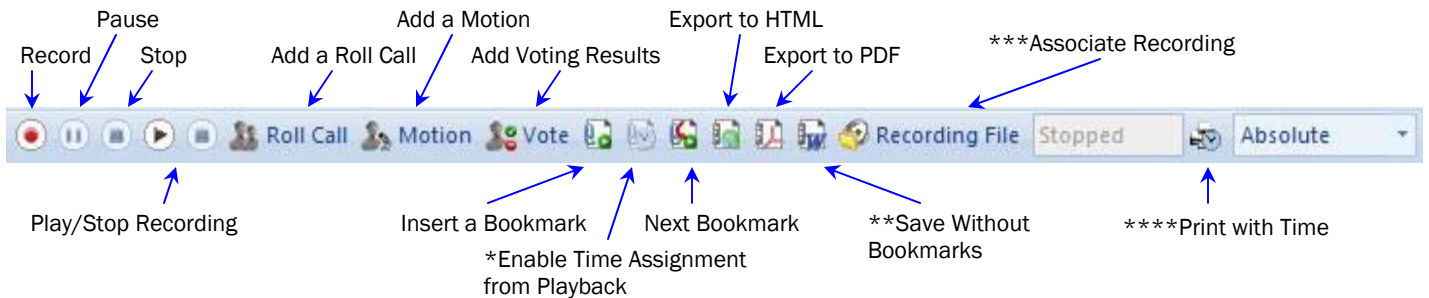 Pause
Add a Motion
Export to HTML
***Associate Recording
Record
Stop
Add a Roll Call
Add Voting Results
Export to PDF
Roll Call
Motion
Vote
Recording File
Stopped
Absolute
Play/Stop Recording
Insert a Bookmark
Next Bookmark
**Save Without
Bookmarks
****Print with Time
*Enable Time Assignment
from Playback